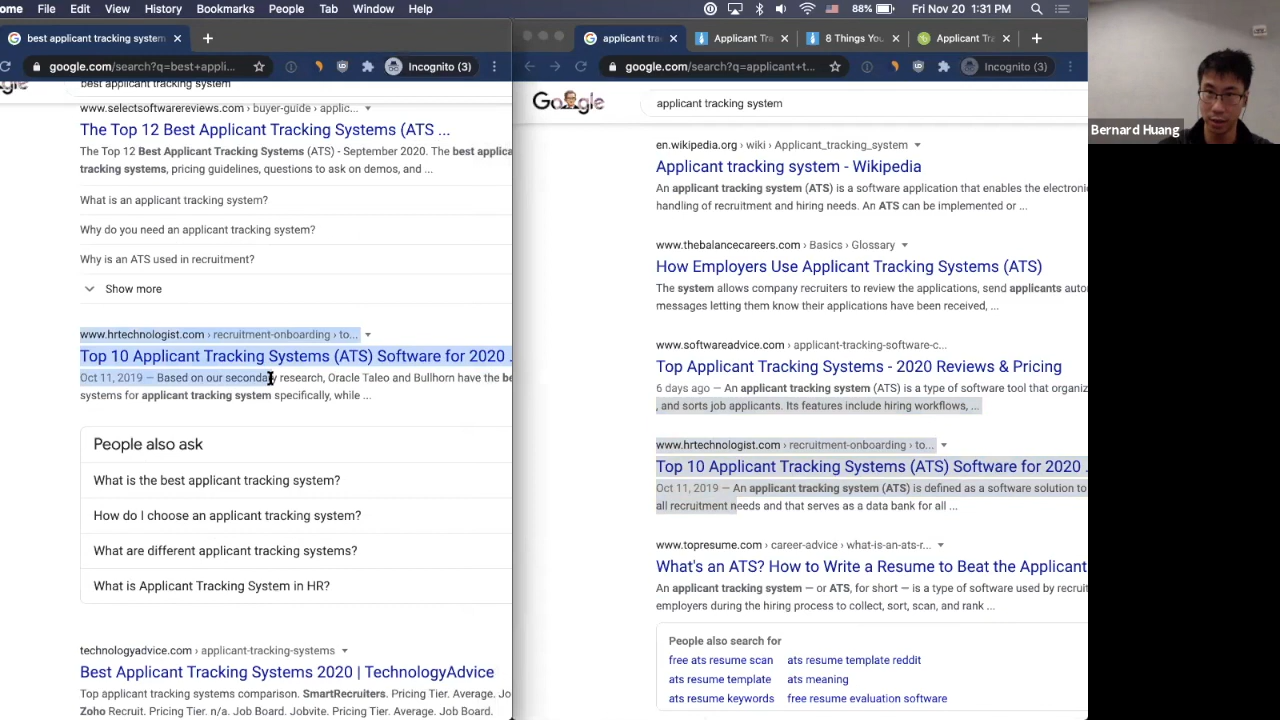 Window
Help
88%
Fri Nov 20 1:31 PM
best applicant tracking system
google.com/search?q=best+appli...
Incognito (3)
best applicant tracking system
www.selectsoftwarereviews.com › buyer-guide › applic...
The Top 12 Best Applicant Tracking Systems (ATS ...
The Top 12 Best Applicant Tracking Systems (ATS) - September 2020. The best applica
tracking systems, pricing guidelines, questions to ask on demos, and ...
What is an applicant tracking system?
Why do you need an applicant tracking system?
Why is an ATS used in recruitment?
Show more
www.hrtechnologist.com › recruitment-onboarding › to...
Top 10 Applicant Tracking Systems (ATS) Software for 2020 .
Oct 11, 2019 — Based on our secondary research, Oracle Taleo and Bullhorn have the be
systems for applicant tracking system specifically, while ...
People also ask
What is the best applicant tracking system?
How do I choose an applicant tracking system?
What are different applicant tracking systems?
What is Applicant Tracking System in HR?
technologyadvice.com › applicant-tracking-systems
Best Applicant Tracking Systems 2020 | TechnologyAdvice
Top applicant tracking systems comparison. SmartRecruiters. Pricing Tier. Average. Jo
Zoho Recruit. Pricing Tier. n/a. Job Board. Jobvite. Pricing Tier. Average. Job Board.
File
Edit
View
History
Bookmarks
People
Tab
applicant tra
Applicant Tra
8 Things You
Applicant Tr
google.com/search?q=applicant+t...
Incognito (3)
Google
applicant tracking system
en.wikipedia.org › wiki › Applicant_tracking_system
Applicant tracking system - Wikipedia
An applicant tracking system (ATS) is a software application that enables the electronic
handling of recruitment and hiring needs. An ATS can be implemented or ...
www.thebalancecareers.com › Basics › Glossary
How Employers Use Applicant Tracking Systems (ATS)
The system allows company recruiters to review the applications, send applicants auto
messages letting them know their applications have been received, ...
www.softwareadvice.com › applicant-tracking-software-c...
Top Applicant Tracking Systems - 2020 Reviews & Pricing
6 days ago — An applicant tracking system (ATS) is a type of software tool that organiz
, and sorts job applicants. Its features include hiring workflows, ...
www.hrtechnologist.com › recruitment-onboarding › to...
Top 10 Applicant Tracking Systems (ATS) Software for 2020 .
Oct 11, 2019 — An applicant tracking system (ATS) is defined as a software solution to
all recruitment needs and that serves as a data bank for all ...
www.topresume.com › career-advice › what-is-an-ats-r...
What's an ATS? How to Write a Resume to Beat the Applicant
An applicant tracking system — or ATS, for short — is a type of software used by recruit
employers during the hiring process to collect, sort, scan, and rank ...
People also search for
free ats resume scan
ats resume template reddit
ats resume template
ats meaning
ats resume keywords
free resume evaluation software
Bernard Huang